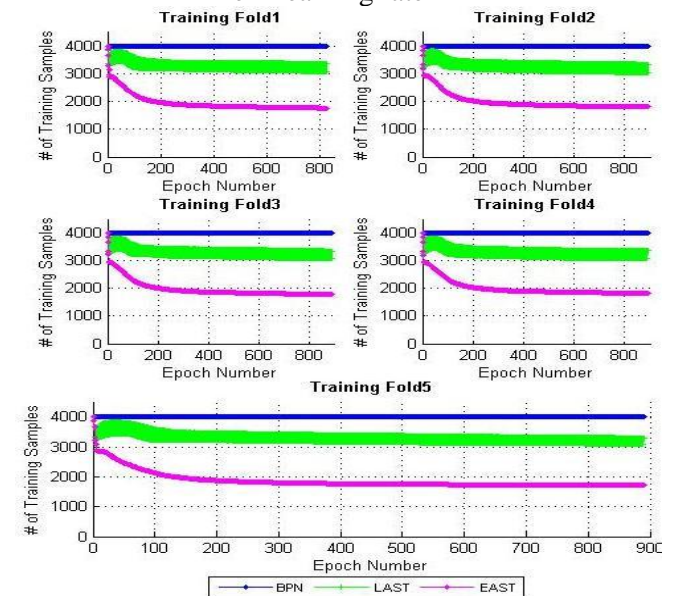 Training Fold1
# of Training Samples
4000
3000
2000
1000
0
0 200 400 600 800
Epoch Number
Training Fold2
# of Training Samples
4000
3000
2000
1000
0
0 200 400 600 800
Epoch Number
Training Fold3
# of Training Samples
4000
3000
2000
1000
0
0 200 400 600 800
Epoch Number
Training Fold4
# of Training Samples
4000
3000
2000
1000
0
0 200 400 600 800
Epoch Number
Training Fold5
# of Training Samples
4000
3000
2000
1000
0
0 100 200 300 400 500 600 700 800 900
Epoch Number
BPN LAST EAST